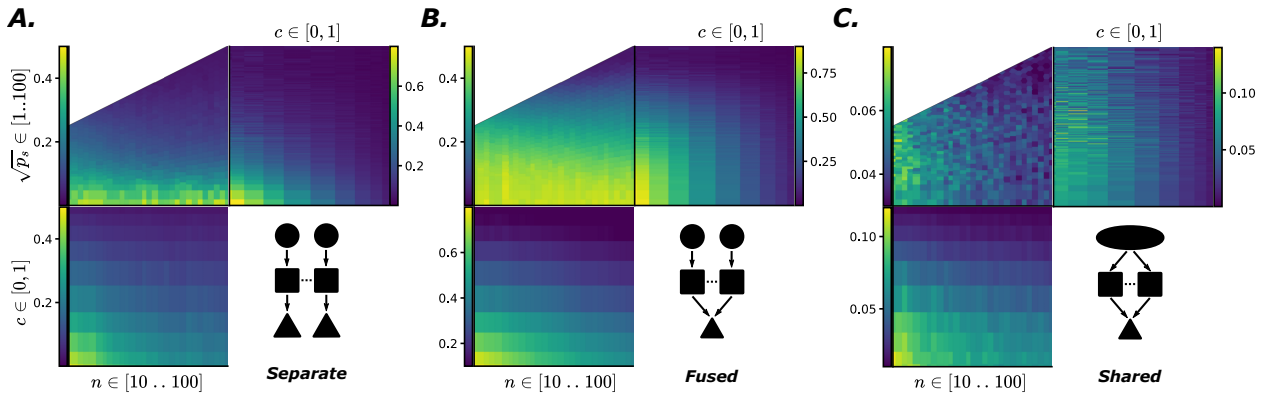 A.
B.
C.
c ∈ [0, 1]
c ∈ [0, 1]
c ∈ [0, 1]
√p_s ∈ [1..100]
0.4
0.2
0.6
0.4
0.2
0.4
0.2
0.75
0.50
0.25
0.06
0.04
0.10
0.05
c ∈ [0, 1]
0.4
0.2
0.6
0.4
0.2
0.10
0.05
n ∈ [10 . . 100]
Separate
n ∈ [10 . . 100]
Fused
n ∈ [10 . . 100]
Shared